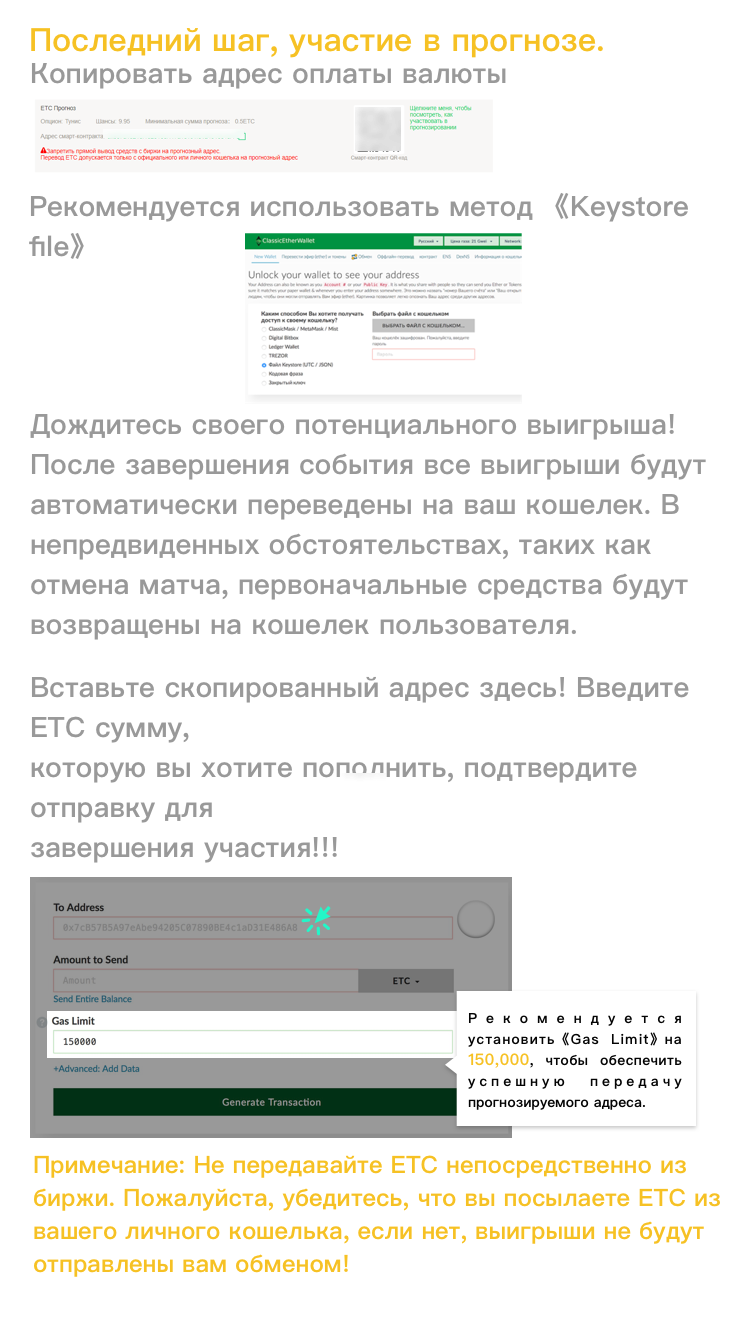 Последний шаг, участие в прогнозе.
Копировать адрес оплаты валюты
ETC Прогноз
Опцион: Тунис Шансы: 9,96 Минимальная сумма прогноза: 0.5ETC
Адрес смарт-контракта
Запретить прямой вывод средств с биржи на прогнозный адрес.
Перевод ETC допускается только с официального или личного кошелька на прогнозный адрес
Щелкните меня, чтобы
посмотреть, как
участвовать в
прогнозировании
Смарт-контракт QR-код
Рекомендуется использовать метод 《Keystore
file》
ClassicEtherWallet
Русский
Цена газа: 21 Gwei
Network
New Wallet Перевести эфир (ether) и токены Обмен Оффлайн-перевод контракт ENS DexNS Информация о кошельке
Unlock your wallet to see your address
Your Address can also be known as you Account # or your Public Key. It is what you share with people so they can send you Ether or Tokens.
Каким способом Вы хотите получать
доступ к своему кошельку?
ClassicMask / MetaMask / Mist
Digital Bitbox
Ledger Wallet
TREZOR
Файл Keystore (UTC / JSON)
Кодовая фраза
Закрытый ключ
Выбрать файл с кошельком
ВЫБРАТЬ ФАЙЛ С КОШЕЛЬКОМ...
Ваш кошелёк зашифрован. Пожалуйста, введите
пароль
Пароль
Дождитесь своего потенциального выигрыша!
После завершения события все выигрыши будут
автоматически переведены на ваш кошелек. В
непредвиденных обстоятельствах, таких как
отмена матча, первоначальные средства будут
возвращены на кошелек пользователя.
Вставьте скопированный адрес здесь! Введите
ETC сумму,
которую вы хотите пополнить, подтвердите
отправку для
завершения участия!!!
To Address
0x7cB57B5A97eAbe94205C07890BE4c1aD31E486A8
Amount to Send
Amount
ETC
Send Entire Balance
Gas Limit
150000
+Advanced: Add Data
Generate Transaction
Рекомендуется
установить《Gas Limit》на
150,000, чтобы обеспечить
успешную передачу
прогнозируемого адреса.
Примечание: Не передавайте ETC непосредственно из
биржи. Пожалуйста, убедитесь, что вы посылаете ETC из
вашего личного кошелька, если нет, выигрыши не будут
отправлены вам обменом!